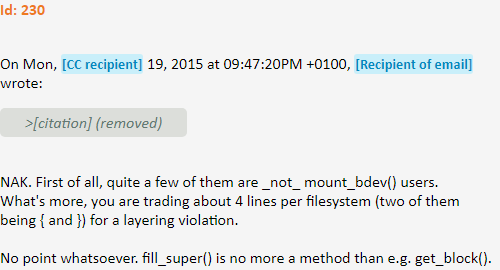 Id: 230
On Mon, [CC recipient] 19, 2015 at 09:47:20PM +0100, [Recipient of email]
wrote:
>[citation] (removed)
NAK. First of all, quite a few of them are _not_ mount_bdev() users.
What's more, you are trading about 4 lines per filesystem (two of them
being { and }) for a layering violation.
No point whatsoever. fill_super() is no more a method than e.g. get_block().